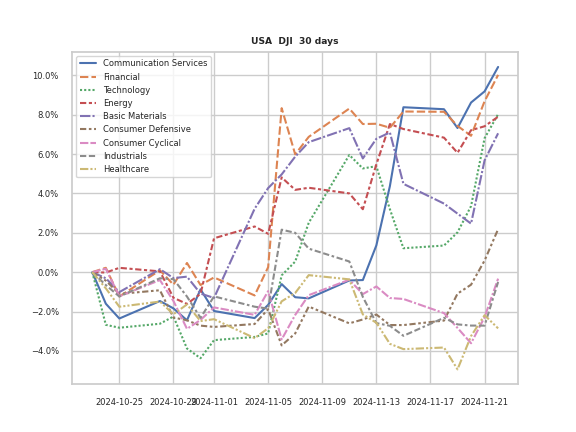 USA DJI 30 days
Communication Services
Financial
Technology
Energy
Basic Materials
Consumer Defensive
Consumer Cyclical
Industrials
Healthcare
10.0%
8.0%
6.0%
4.0%
2.0%
0.0%
−2.0%
−4.0%
2024-10-25 2024-10-29 2024-11-01 2024-11-05 2024-11-09 2024-11-13 2024-11-17 2024-11-21